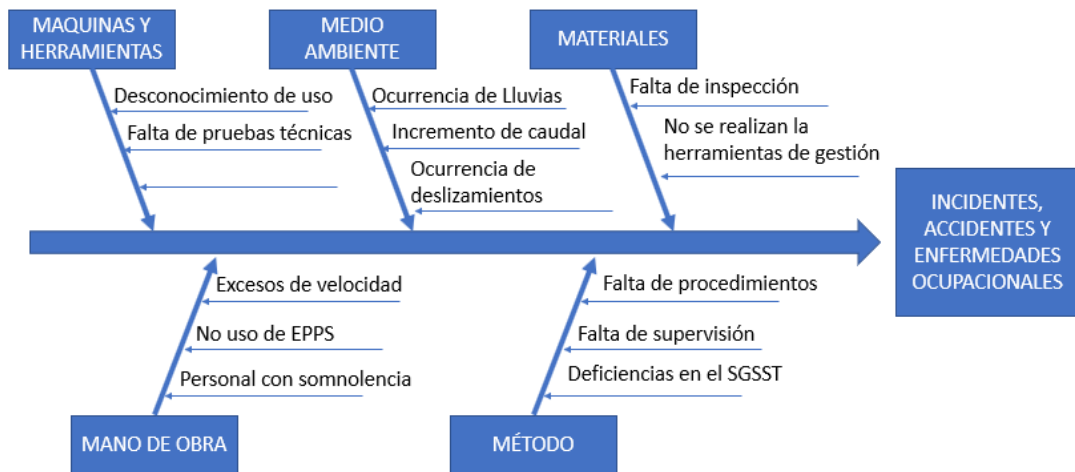 MAQUINAS Y
HERRAMIENTAS
MEDIO
AMBIENTE
MATERIALES
Desconocimiento de uso
Falta de pruebas técnicas
Ocurrencia de Lluvias
Incremento de caudal
Ocurrencia de
deslizamientos
Falta de inspección
No se realizan la
herramientas de gestión
INCIDENTES,
ACCIDENTES Y
ENFERMEDADES
OCUPACIONALES
Excesos de velocidad
No uso de EPPS
Personal con somnolencia
Falta de procedimientos
Falta de supervisión
Deficiencias en el SGSST
MANO DE OBRA
MÉTODO